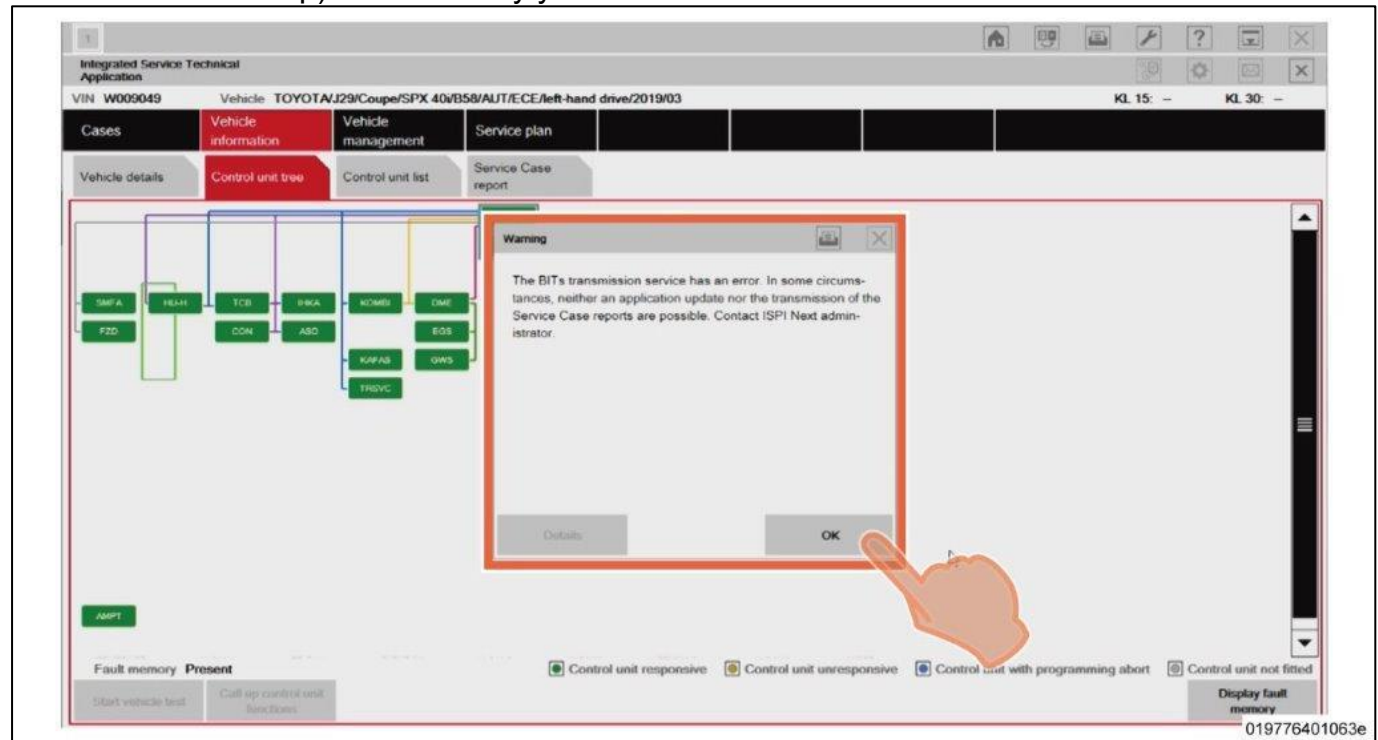 1
Integrated Service Technical
Application
VIN W009049 Vehicle TOYOTA/J29/Coupe/SPX 40i/B58/AUT/ECE/left-hand drive/2019/03 KL 15: – KL 30: –
Cases Vehicle information Vehicle management Service plan
Vehicle details Control unit tree Control unit list Service Case report
Warning
The BITs transmission service has an error. In some circums-
tances, neither an application update nor the transmission of the
Service Case reports are possible. Contact ISPI Next admin-
istrator.
SMFA HU-H TCB IHKA KOMBI DME
FZD CON ASD EGS
KAFAS GWS
TRSVC
Details OK
AMPT
Fault memory Present Control unit responsive Control unit unresponsive Control unit with programming abort Control unit not fitted
Start vehicle test Call up control unit functions Display fault memory
019776401063e